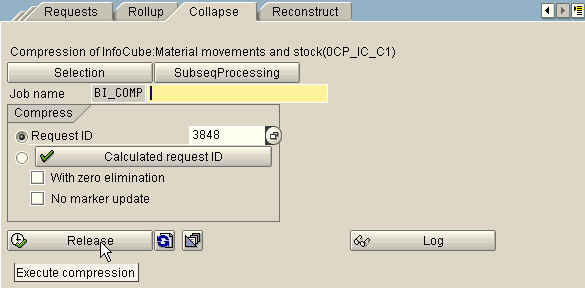 Requests Rollup Collapse Reconstruct
Compression of InfoCube:Material movements and stock(0CP_IC_C1)
Selection SubseqProcessing
Job name BI_COMP
Compress
Request ID 3848
Calculated request ID
With zero elimination
No marker update
Release Log
Execute compression